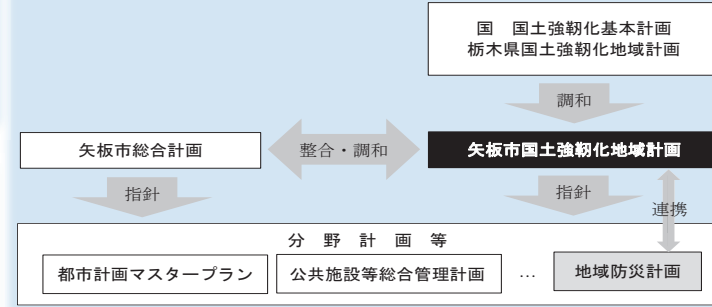 国　国土強靭化基本計画
栃木県国土強靭化地域計画
調和
矢板市総合計画
整合・調和
矢板市国土強靭化地域計画
指針
指針
連携
分野計画等
都市計画マスタープラン
公共施設等総合管理計画
…
地域防災計画